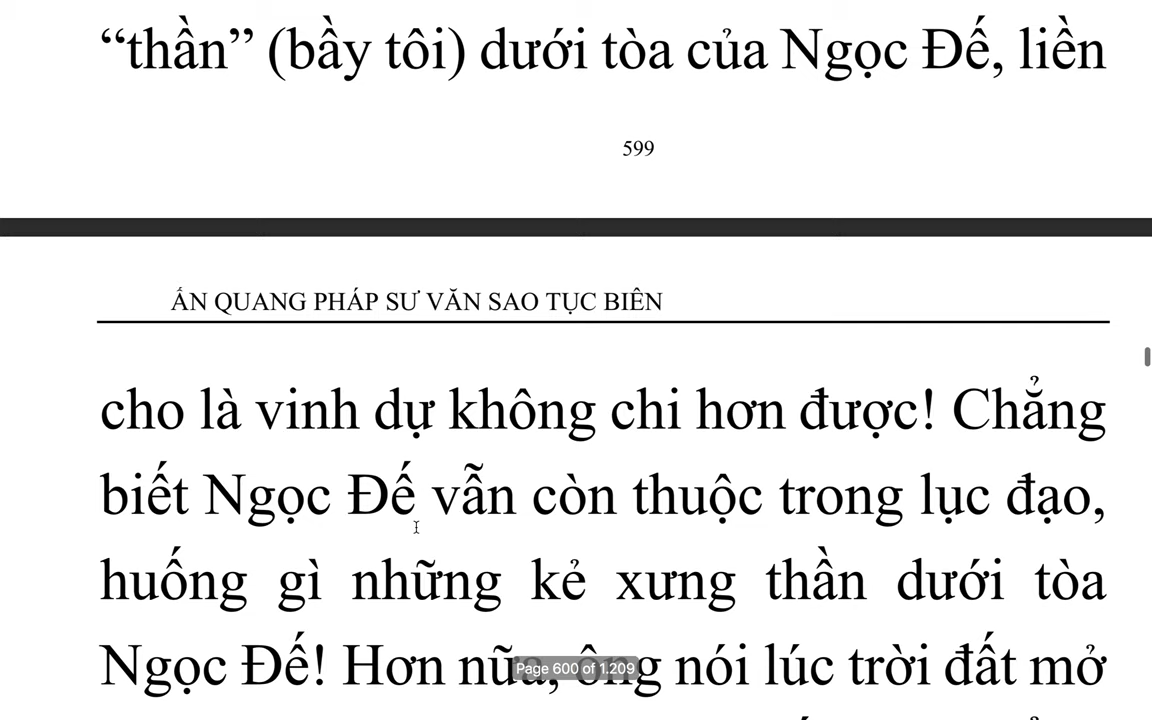 “thần” (bầy tôi) dưới tòa của Ngọc Đế, liền
599
ẤN QUANG PHÁP SƯ VĂN SAO TỤC BIÊN
cho là vinh dự không chi hơn được! Chẳng
biết Ngọc Đế vẫn còn thuộc trong lục đạo,
huống gì những kẻ xưng thần dưới tòa
Ngọc Đế! Hơn nữa, ông nói lúc trời đất mở
Page 600 of 1.209